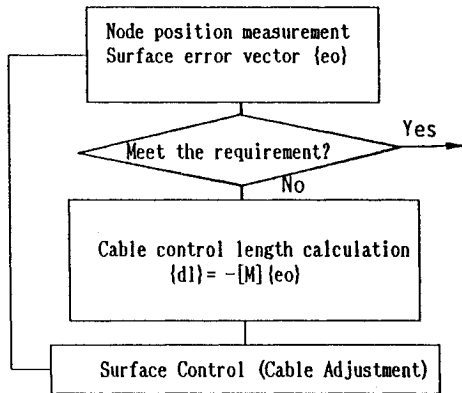 Node position measurement
Surface error vector {eo}
Meet the requirement?
Yes
No
Cable control length calculation
{dl}= -[M]{eo}
Surface Control (Cable Adjustment)